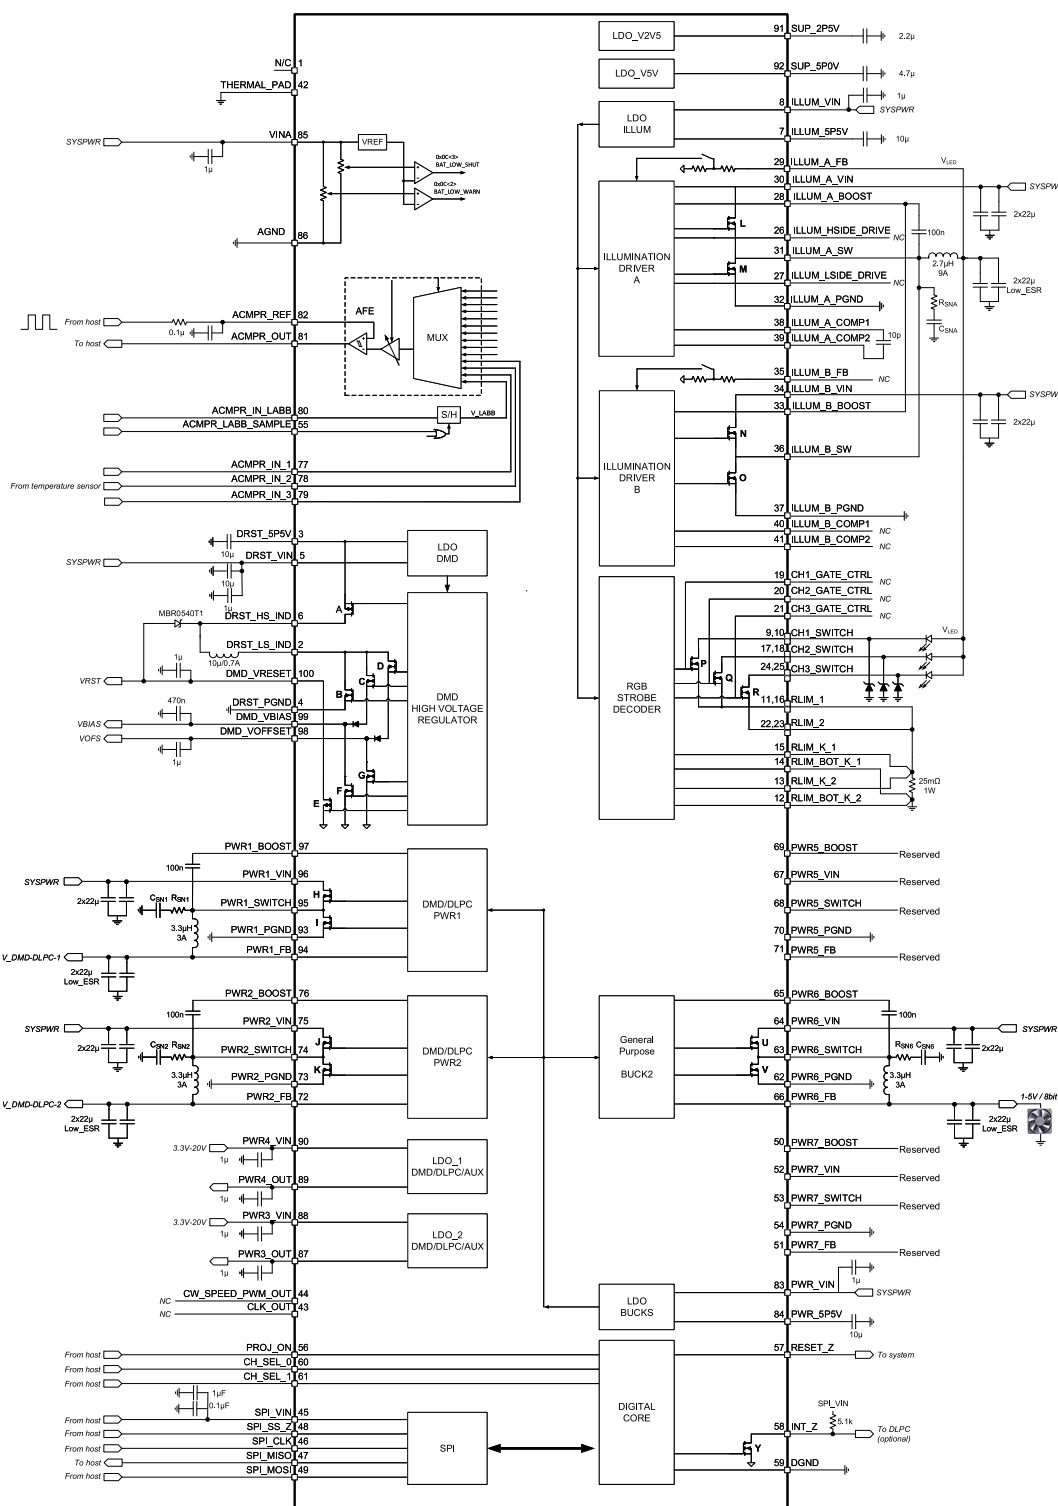 91 SUP_2P5V
LDO_V2V5
2.2µ
N/C 1
92 SUP_5P0V
LDO_V5V
4.7µ
THERMAL_PAD 42
1µ
8 ILLUM_VIN
SYSPWR
LDO
ILLUM
7 ILLUM_5P5V
10µ
SYSPWR
VINA 85
VREF
1µ
0x0C<3>
BAT_LOW_SHUT
0x0C<2>
BAT_LOW_WARN
AGND 86
29 ILLUM_A_FB
VLED
30 ILLUM_A_VIN
SYSPW
28 ILLUM_A_BOOST
2x22µ
L
100n
26 ILLUM_HSIDE_DRIVE
NC
ILLUMINATION
DRIVER
A
31 ILLUM_A_SW
2.7µH
9A
M
27 ILLUM_LSIDE_DRIVE
NC
2x22µ
Low_ESR
32 ILLUM_A_PGND
RSNA
CSNA
38 ILLUM_A_COMP1
39 ILLUM_A_COMP2
10p
AFE
MUX
From host
0.1µ
ACMPR_REF 82
To host
ACMPR_OUT 81
ACMPR_IN_LABB 80
S/H
V_LABB
ACMPR_LABB_SAMPLE 55
ACMPR_IN_1 77
From temperature sensor
ACMPR_IN_2 78
ACMPR_IN_3 79
35 ILLUM_B_FB
NC
34 ILLUM_B_VIN
SYSPW
33 ILLUM_B_BOOST
2x22µ
N
36 ILLUM_B_SW
ILLUMINATION
DRIVER
B
O
37 ILLUM_B_PGND
40 ILLUM_B_COMP1
NC
41 ILLUM_B_COMP2
NC
DRST_5P5V 3
10µ
LDO
DMD
SYSPWR
DRST_VIN 5
10µ
1µ
MBR0540T1
DRST_HS_IND 6
A
DRST_LS_IND 2
10µ/0.7A
D
C
1µ
VRST
DMD_VRESET 100
B
DMD
HIGH VOLTAGE
REGULATOR
470n
DRST_PGND 4
VBIAS
DMD_VBIAS 99
VOFS
DMD_VOFFSET 98
1µ
G
F
E
19 CH1_GATE_CTRL
NC
20 CH2_GATE_CTRL
NC
21 CH3_GATE_CTRL
NC
9,10 CH1_SWITCH
VLED
17,18 CH2_SWITCH
24,25 CH3_SWITCH
P
Q
R
RGB
STROBE
DECODER
11,16 RLIM_1
22,23 RLIM_2
15 RLIM_K_1
14 RLIM_BOT_K_1
13 RLIM_K_2
12 RLIM_BOT_K_2
25mΩ
1W
PWR1_BOOST 97
100n
SYSPWR
PWR1_VIN 96
DMD/DLPC
PWR1
2x22µ
CSN1
RSN1
H
PWR1_SWITCH 95
3.3µH
3A
I
PWR1_PGND 93
V_DMD-DLPC-1
PWR1_FB 94
2x22µ
Low_ESR
69 PWR5_BOOST
Reserved
67 PWR5_VIN
Reserved
68 PWR5_SWITCH
Reserved
70 PWR5_PGND
71 PWR5_FB
Reserved
PWR2_BOOST 76
100n
SYSPWR
PWR2_VIN 75
J
2x22µ
CSN2
RSN2
PWR2_SWITCH 74
DMD/DLPC
PWR2
3.3µH
3A
K
PWR2_PGND 73
V_DMD-DLPC-2
PWR2_FB 72
2x22µ
Low_ESR
65 PWR6_BOOST
100n
64 PWR6_VIN
SYSPWR
General
Purpose
BUCK2
U
63 PWR6_SWITCH
RSN6
CSN6
2x22µ
V
62 PWR6_PGND
3.3µH
3A
66 PWR6_FB
1-5V / 8bit
2x22µ
Low_ESR
3.3V-20V
PWR4_VIN 90
1µ
LDO_1
DMD/DLPC/AUX
PWR4_OUT 89
1µ
3.3V-20V
PWR3_VIN 88
1µ
LDO_2
DMD/DLPC/AUX
PWR3_OUT 87
1µ
50 PWR7_BOOST
Reserved
52 PWR7_VIN
Reserved
53 PWR7_SWITCH
Reserved
54 PWR7_PGND
51 PWR7_FB
Reserved
1µ
83 PWR_VIN
SYSPWR
LDO
BUCKS
84 PWR_5P5V
10µ
NC
CW_SPEED_PWM_OUT 44
NC
CLK_OUT 43
From host
PROJ_ON 56
From host
CH_SEL_0 60
From host
CH_SEL_1 61
57 RESET_Z
To system
DIGITAL
CORE
1µF
0.1µF
From host
SPI_VIN 45
From host
SPI_SS_Z 48
From host
SPI_CLK 46
To host
SPI_MISO 47
From host
SPI_MOSI 49
SPI
SPI_VIN
5.1k
58 INT_Z
To DLPC
(optional)
Y
59 DGND